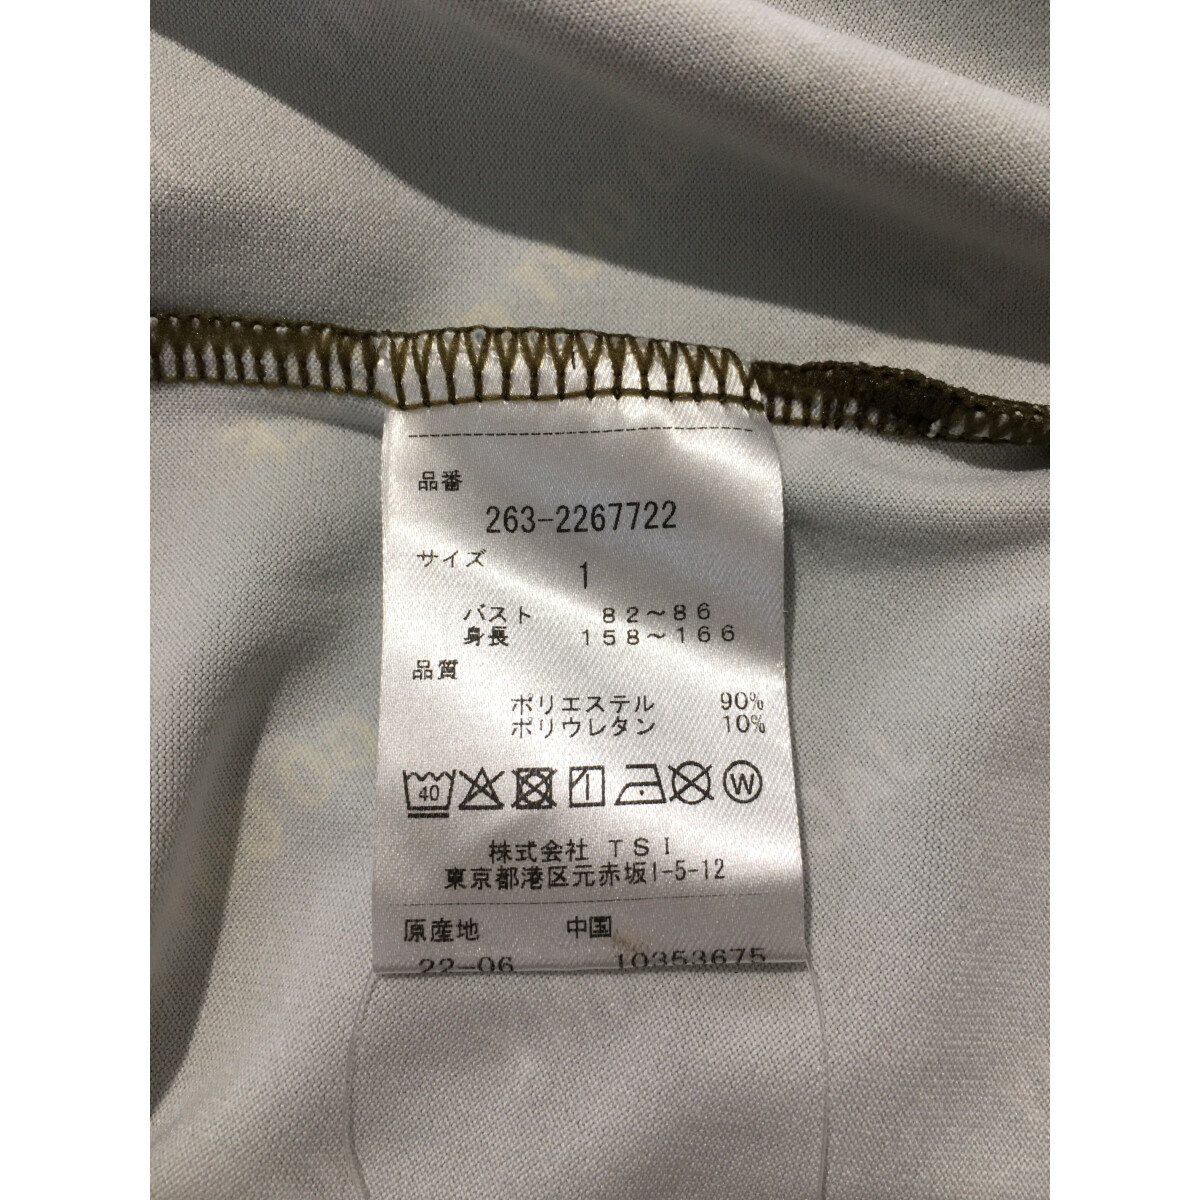 品番
263-2267722
サイズ
1
バスト 82～86
身長 158～166
品質
ポリエステル 90%
ポリウレタン 10%
40
W
株式会社 TSI
東京都港区元赤坂1-5-12
原産地 中国
22-06 10353675